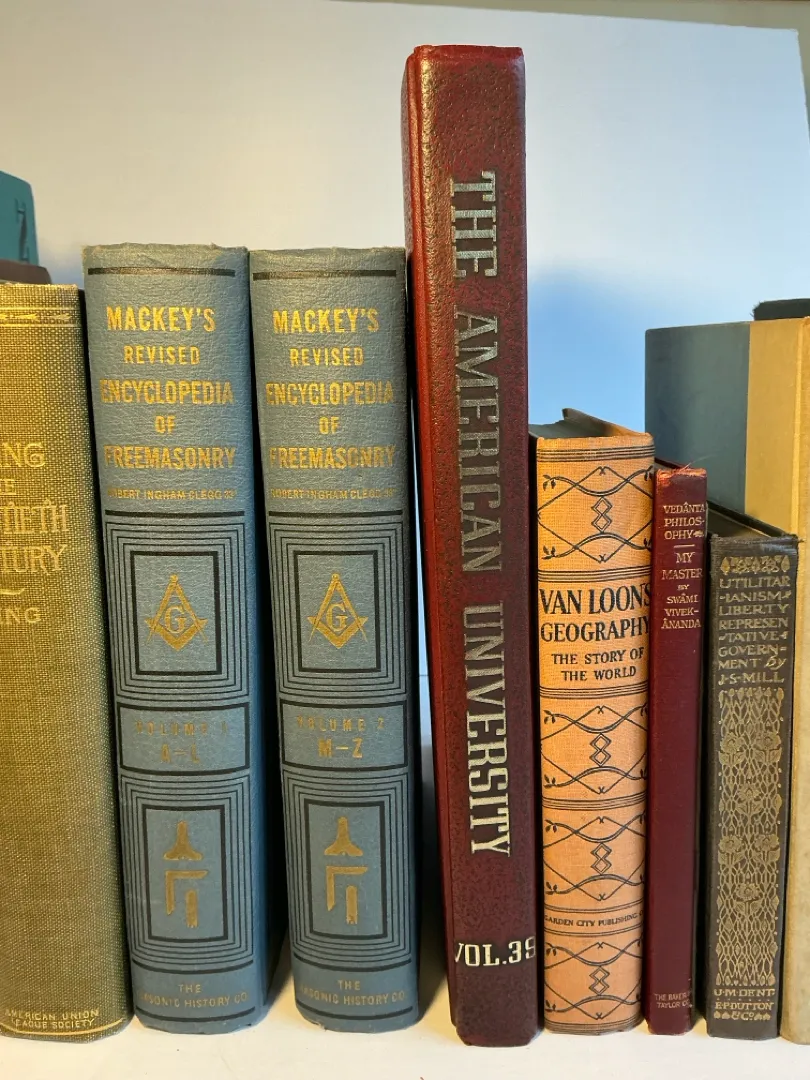 Z
TURY
ING
AMERICAN UNION
LEAGUE SOCIETY
MACKEY'S
REVISED
ENCYCLOPEDIA
OF
FREEMASONRY
ROBERT INGHAM CLEGG 33°
G
VOLUME 1
A-L
THE
MASONIC HISTORY CO.
MACKEY'S
REVISED
ENCYCLOPEDIA
OF
FREEMASONRY
ROBERT INGHAM CLEGG 33°
G
VOLUME 2
M-Z
THE
MASONIC HISTORY CO.
THE AMERICAN UNIVERSITY
VOL.39
VAN LOON'S
GEOGRAPHY
THE STORY OF
THE WORLD
GARDEN CITY PUBLISHING
VEDÂNTA
PHILOS-
OPHY
MY
MASTER
BY
SWÂMI
VIVEK-
ÂNANDA
THE BAKER &
TAYLOR CO.
UTILITAR
-IANISM
LIBERTY
REPRESEN
-TATIVE
GOVERN-
MENT by
J·S·MILL
J·M·DENT·
E·P·DUTTON
&Co